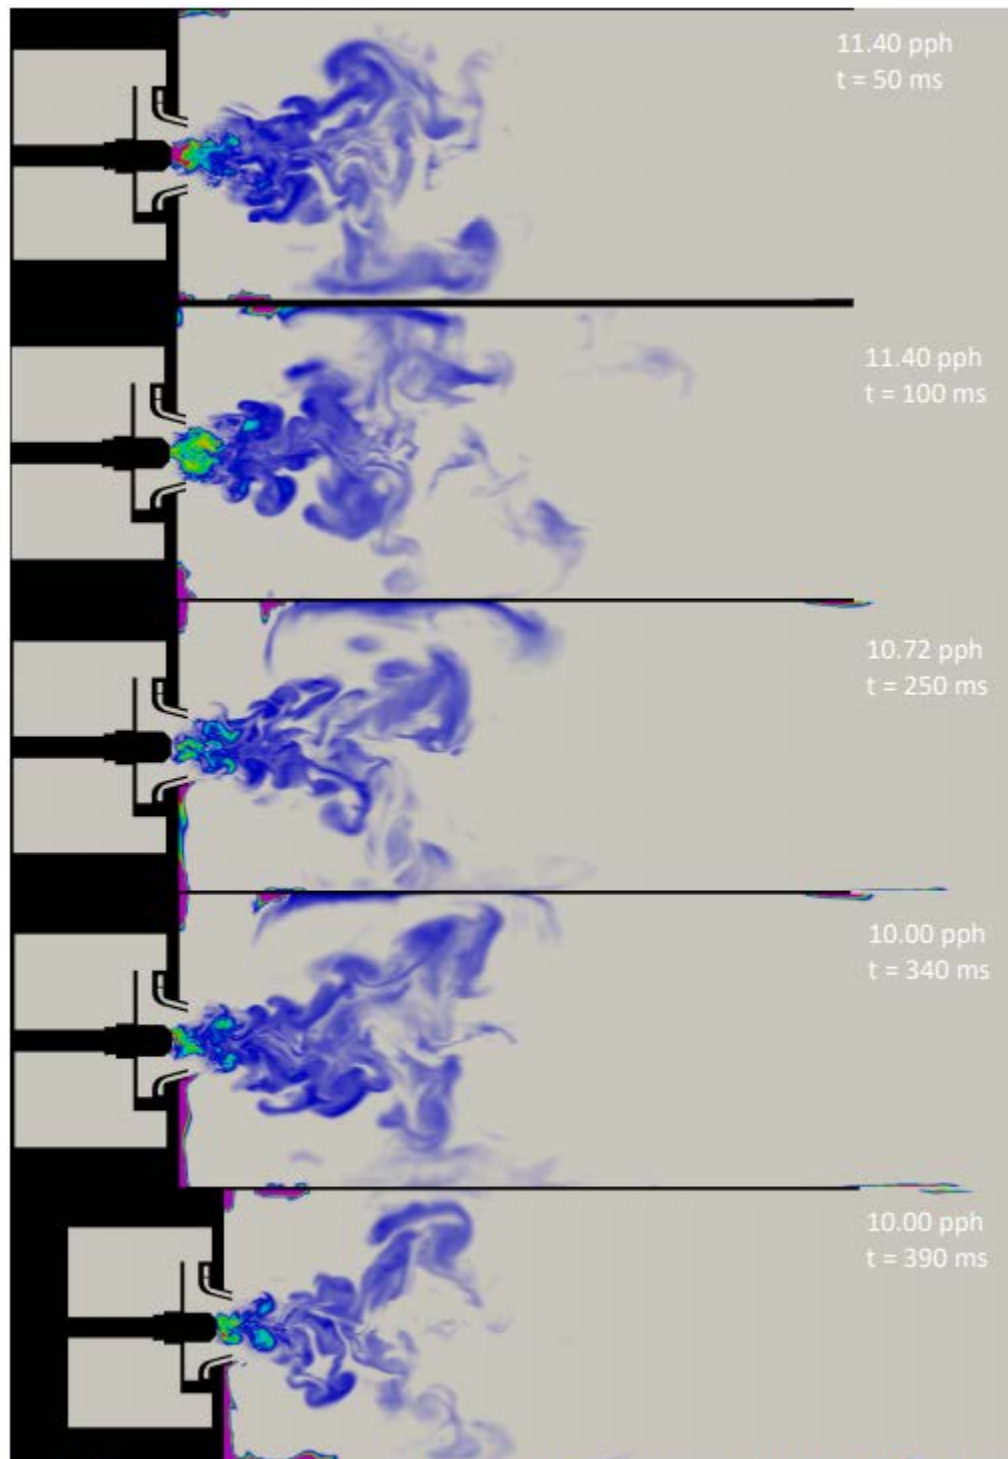 11.40 pph
t = 50 ms
11.40 pph
t = 100 ms
10.72 pph
t = 250 ms
10.00 pph
t = 340 ms
10.00 pph
t = 390 ms